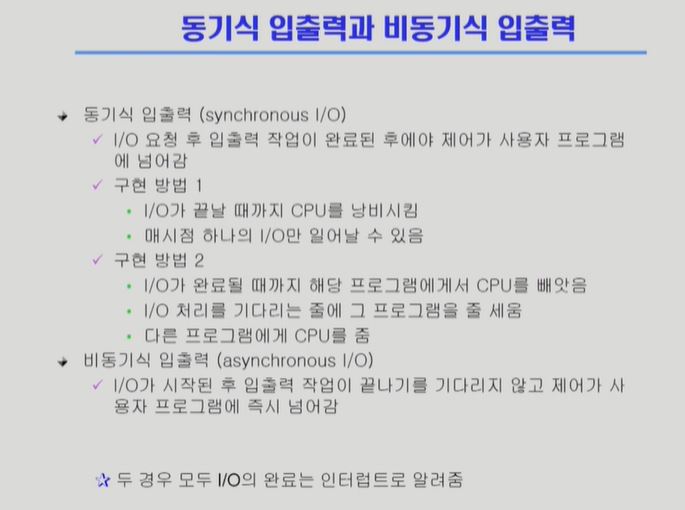 동기식 입출력과 비동기식 입출력
동기식 입출력 (synchronous I/O)
I/O 요청 후 입출력 작업이 완료된 후에야 제어가 사용자 프로그램
에 넘어감
구현 방법 1
I/O가 끝날 때까지 CPU를 낭비시킴
매시점 하나의 I/O만 일어날 수 있음
구현 방법 2
I/O가 완료될 때까지 해당 프로그램에게서 CPU를 빼앗음
I/O 처리를 기다리는 줄에 그 프로그램을 줄 세움
다른 프로그램에게 CPU를 줌
비동기식 입출력 (asynchronous I/O)
I/O가 시작된 후 입출력 작업이 끝나기를 기다리지 않고 제어가 사
용자 프로그램에 즉시 넘어감
두 경우 모두 I/O의 완료는 인터럽트로 알려줌